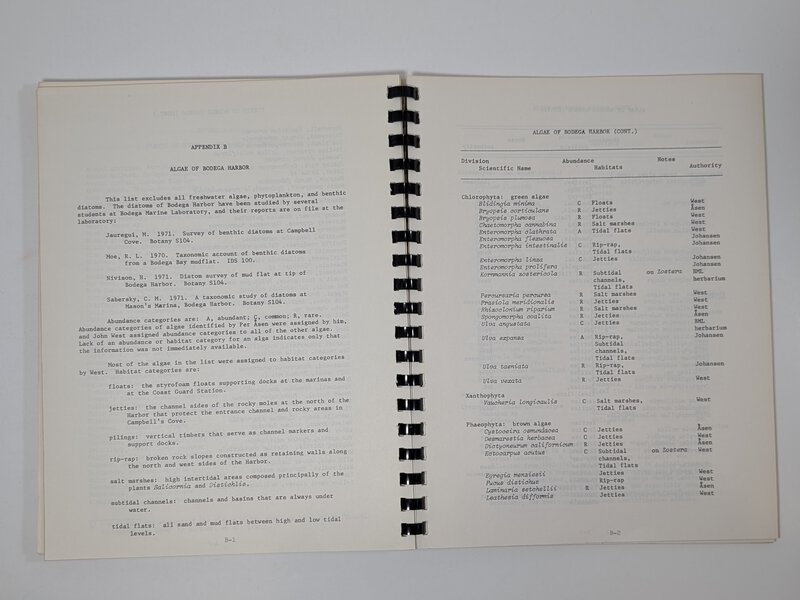 APPENDIX B
ALGAE OF BODEGA HARBOR
This list excludes all freshwater algae, phytoplankton, and benthic
diatoms. The diatoms of Bodega Harbor have been studied by several
students at Bodega Marine Laboratory, and their reports are on file at the
laboratory:
Jauregui, M. 1971. Survey of benthic diatoms at Campbell
Cove. Botany S104.
Moe, R. L. 1970. Taxonomic account of benthic diatoms
from a Bodega Bay mudflat. IDS 100.
Nivison, H. 1971. Diatom survey of mud flat at tip of
Bodega Harbor. Botany S104.
Sabersky, C. M. 1971. A taxonomic study of diatoms at
Mason's Marina, Bodega Harbor. Botany S104.
Abundance categories are: A, abundant; C, common; R, rare.
Abundance categories of algae identified by Per Åsen were assigned by him,
and John West assigned abundance categories to all of the other algae.
Lack of an abundance or habitat category for an alga indicates only that
the information was not immediately available.
Most of the algae in the list were assigned to habitat categories
by West. Habitat categories are:
floats: the styrofoam floats supporting docks at the marinas and
at the Coast Guard Station.
jetties: the channel sides of the rocky moles at the north of the
Harbor that protect the entrance channel and rocky areas in
Campbell's Cove.
pilings: vertical timbers that serve as channel markers and
support docks.
rip-rap: broken rock slopes constructed as retaining walls along
the north and west sides of the Harbor.
salt marshes: high intertidal areas composed principally of the
plants Salicornia and Distichlis.
subtidal channels: channels and basins that are always under
water.
tidal flats: all sand and mud flats between high and low tidal
levels.
B-1
ALGAE OF BODEGA HARBOR (CONT.)
Division Abundance Notes
Scientific Name Habitats Authority
Chlorophyta: green algae
Blidingia minima C Floats West
Bryopsis corticulans R Jetties Åsen
Bryopsis plumosa R Floats West
Chaetomorpha cannabina R Salt marshes West
Enteromorpha clathrata A Tidal flats West
Enteromorpha flexuosa Johansen
Enteromorpha intestinalis C Rip-rap, Johansen
Tidal flats
Enteromorpha linza C Jetties Johansen
Enteromorpha prolifera Johansen
Kornmannia zostericola R Subtidal on Zostera BML
channels, herbarium
Tidal flats
Percursaria percursa R Salt marshes West
Prasiola meridionalis R Jetties West
Rhizoclonium riparium R Salt marshes West
Spongomorpha coalita R Jetties Åsen
Ulva angustata C Jetties BML
herbarium
Ulva expansa A Rip-rap, Johansen
Subtidal
channels,
Tidal flats
Ulva taeniata R Rip-rap, Johansen
Tidal flats
Ulva vexata R Jetties West
Xanthophyta
Vaucheria longicaulis C Salt marshes, West
Tidal flats
Phaeophyta: brown algae
Cystoseira osmundacea C Jetties Åsen
Desmarestia herbacea C Jetties West
Dictyoneurum californicum R Jetties Åsen
Ectocarpus acutus C Subtidal on Zostera West
channels,
Tidal flats
Egregia menziesii Jetties West
Fucus distichus Rip-rap West
Laminaria setchellii R Jetties Åsen
Leathesia difformis Jetties West
B-2